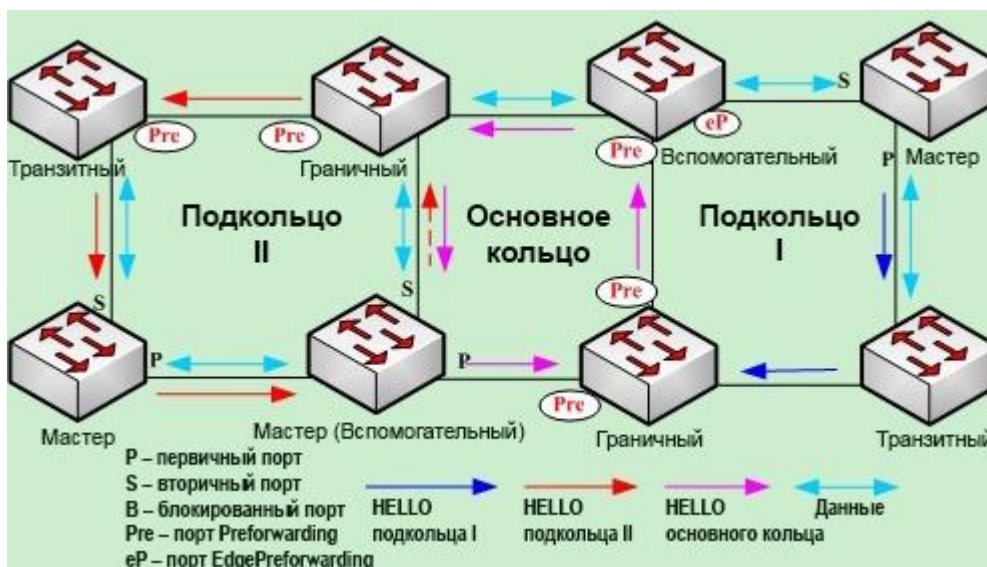 S
Pre
Pre
eP
Транзитный
Граничный
Pre
Вспомогательный
P
Мастер
Подкольцо
II
Основное
кольцо
Подкольцо
I
S
S
Pre
P
P
Pre
Мастер
Мастер (Вспомогательный)
Граничный
Транзитный
P – первичный порт
S – вторичный порт
B – блокированный порт
Pre – порт Preforwarding
eP – порт EdgePreforwarding
HELLO
подкольца I
HELLO
подкольца II
HELLO
основного кольца
Данные